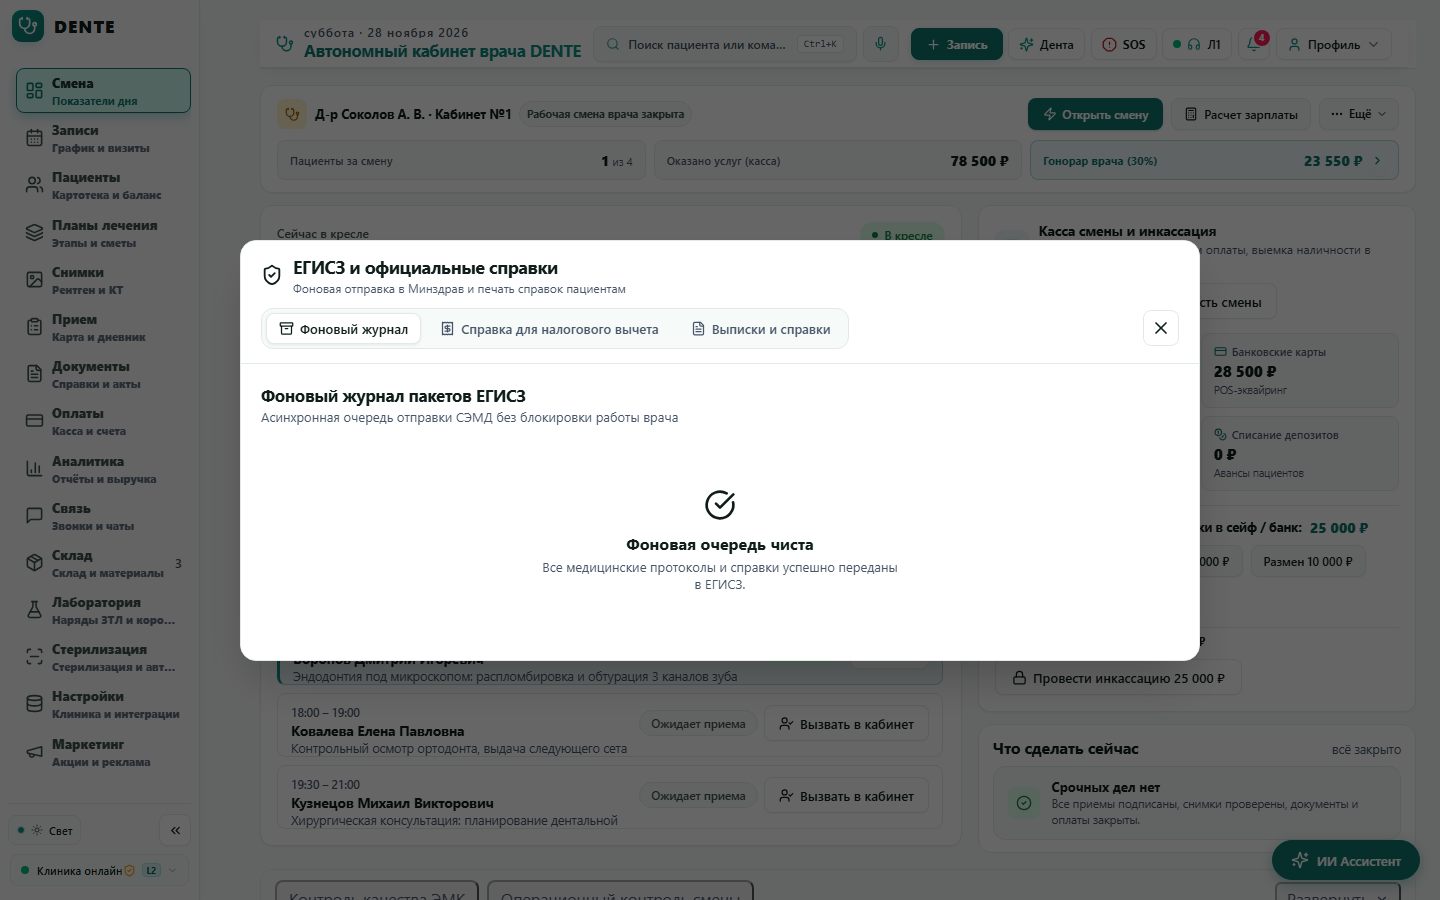 DENTE
Смена
Показатели дня
Записи
График и визиты
Пациенты
Картотека и баланс
Планы лечения
Этапы и сметы
Снимки
Рентген и КТ
Прием
Карта и дневник
Документы
Справки и акты
Оплаты
Касса и счета
Аналитика
Отчёты и выручка
Связь
Звонки и чаты
Склад
Склад и материалы
3
Лаборатория
Наряды ЗТЛ и коро...
Стерилизация
Стерилизация и авт...
Настройки
Клиника и интеграции
Маркетинг
Акции и реклама
Свет
Клиника онлайн L2
суббота · 28 ноября 2026
Автономный кабинет врача DENTE
Поиск пациента или кома... Ctrl+K
Запись
Дента
SOS
Л1
4
Профиль
Д-р Соколов А. В. · Кабинет №1
Рабочая смена врача закрыта
Открыть смену
Расчет зарплаты
Ещё
Пациенты за смену 1 из 4
Оказано услуг (касса) 78 500 ₽
Гонорар врача (30%) 23 550 ₽
Сейчас в кресле
В кресле
Касса смены и инкассация
оплаты, выемка наличности в
сть смены
Банковские карты
28 500 ₽
POS-эквайринг
Списание депозитов
0 ₽
Авансы пациентов
ки в сейф / банк: 25 000 ₽
000 ₽
Размен 10 000 ₽
₽
Провести инкассацию 25 000 ₽
ЕГИСЗ и официальные справки
Фоновая отправка в Минздрав и печать справок пациентам
Фоновый журнал
Справка для налогового вычета
Выписки и справки
Фоновый журнал пакетов ЕГИСЗ
Асинхронная очередь отправки СЭМД без блокировки работы врача
Фоновая очередь чиста
Все медицинские протоколы и справки успешно переданы
в ЕГИСЗ.
Воронов Дмитрий Игоревич
Эндодонтия под микроскопом: распломбировка и обтурация 3 каналов зуба
18:00 – 19:00
Ковалева Елена Павловна
Контрольный осмотр ортодонта, выдача следующего сета
Ожидает приема
Вызвать в кабинет
19:30 – 21:00
Кузнецов Михаил Викторович
Хирургическая консультация: планирование дентальной
Ожидает приема
Вызвать в кабинет
Что сделать сейчас
всё закрыто
Срочных дел нет
Все приемы подписаны, снимки проверены, документы и
оплаты закрыты.
ИИ Ассистент
Контроль качества ЭМК
Операционный контроль смены
Развернуть